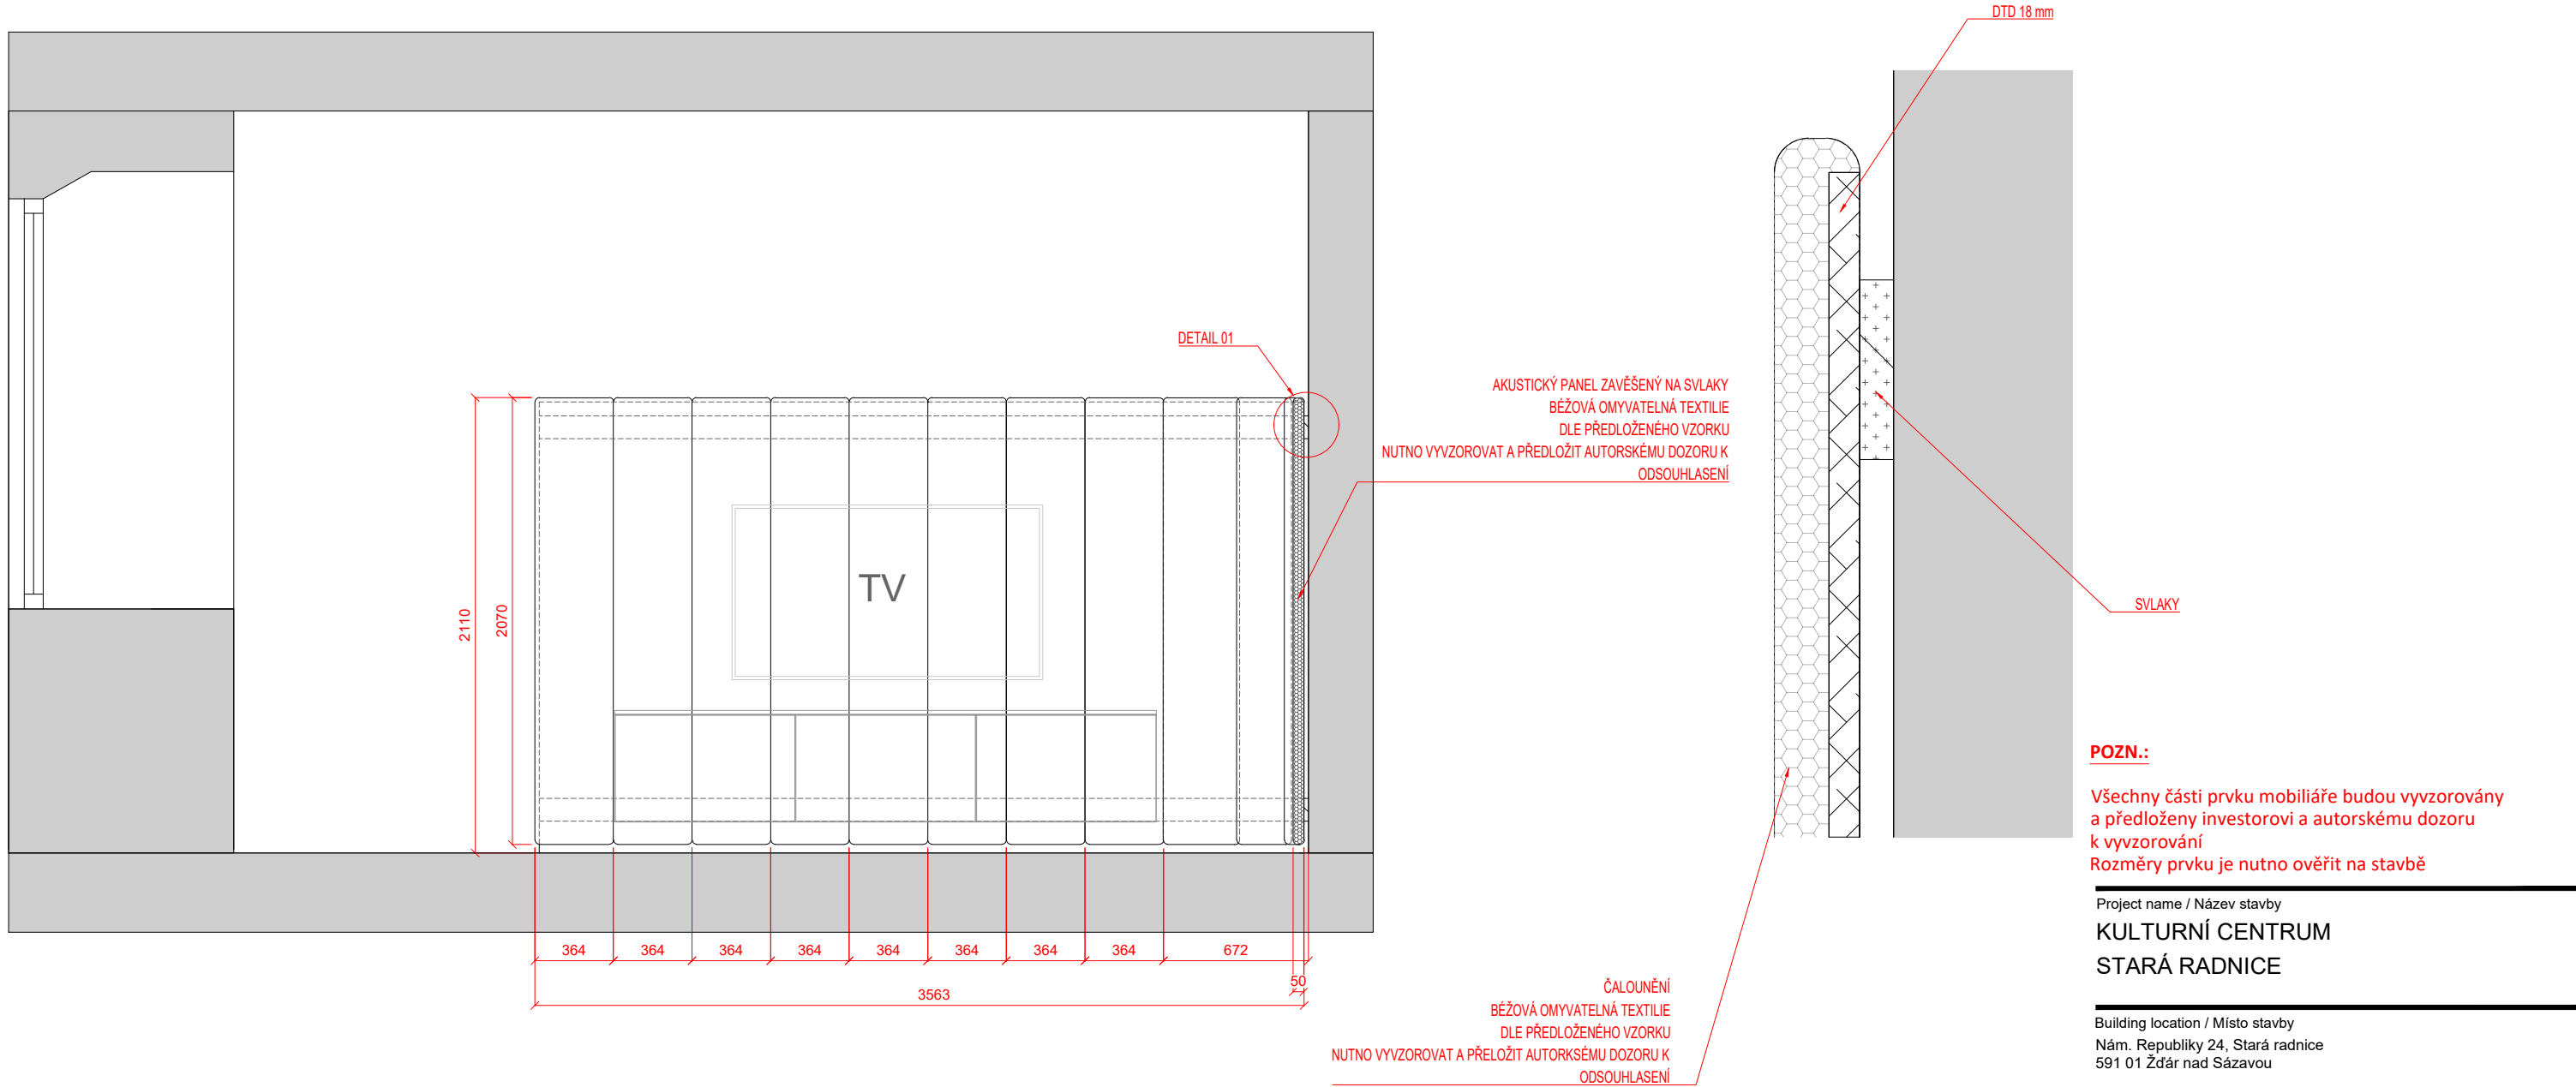 DTD 18 mm
DETAIL 01
AKUSTICKÝ PANEL ZAVĚŠENÝ NA SVLAKY
BÉŽOVÁ OMYVATELNÁ TEXTILIE
DLE PŘEDLOŽENÉHO VZORKU
NUTNO VYVZOROVAT A PŘEDLOŽIT AUTORSKÉMU DOZORU K
ODSOUHLASENÍ
TV
2110
2070
SVLAKY
364
364
364
364
364
364
364
364
672
50
3563
ČALOUNĚNÍ
BÉŽOVÁ OMYVATELNÁ TEXTILIE
DLE PŘEDLOŽENÉHO VZORKU
NUTNO VYVZOROVAT A PŘELOŽIT AUTORKSÉMU DOZORU K
ODSOUHLASENÍ
POZN.:
Všechny části prvku mobiliáře budou vyvzorovány
a předloženy investorovi a autorskému dozoru
k vyvzorování
Rozměry prvku je nutno ověřit na stavbě
Project name / Název stavby
KULTURNÍ CENTRUM
STARÁ RADNICE
Building location / Místo stavby
Nám. Republiky 24, Stará radnice
591 01 Žďár nad Sázavou